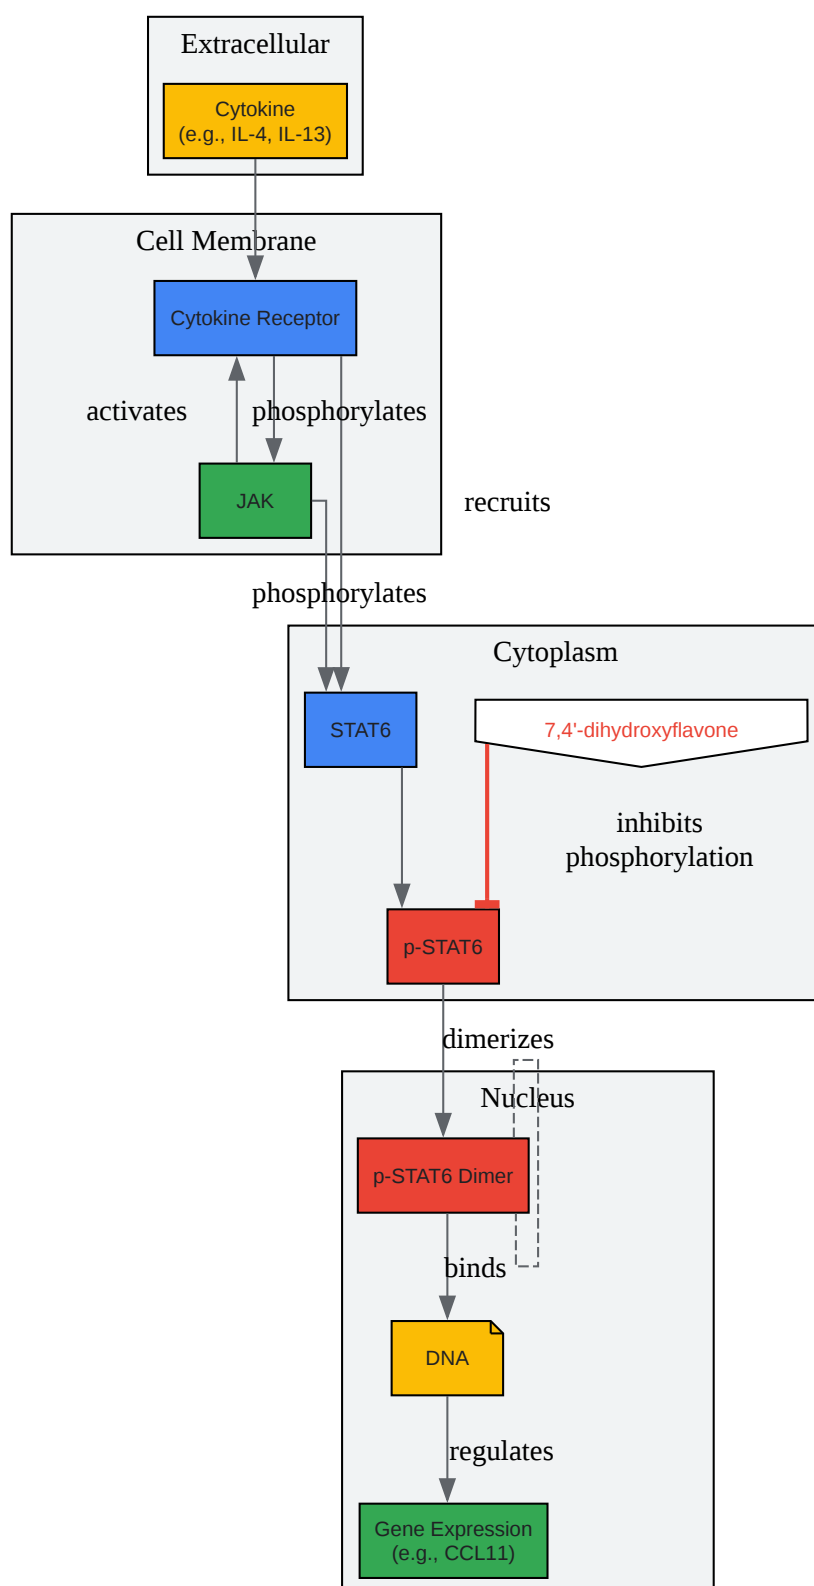 Extracellular
Cytokine
(e.g., IL-4, IL-13)
Cell Membrane
Cytokine Receptor
activates
phosphorylates
JAK
recruits
phosphorylates
Cytoplasm
STAT6
7,4'-dihydroxyflavone
inhibits
phosphorylation
p-STAT6
dimerizes
Nucleus
p-STAT6 Dimer
binds
DNA
regulates
Gene Expression
(e.g., CCL11)